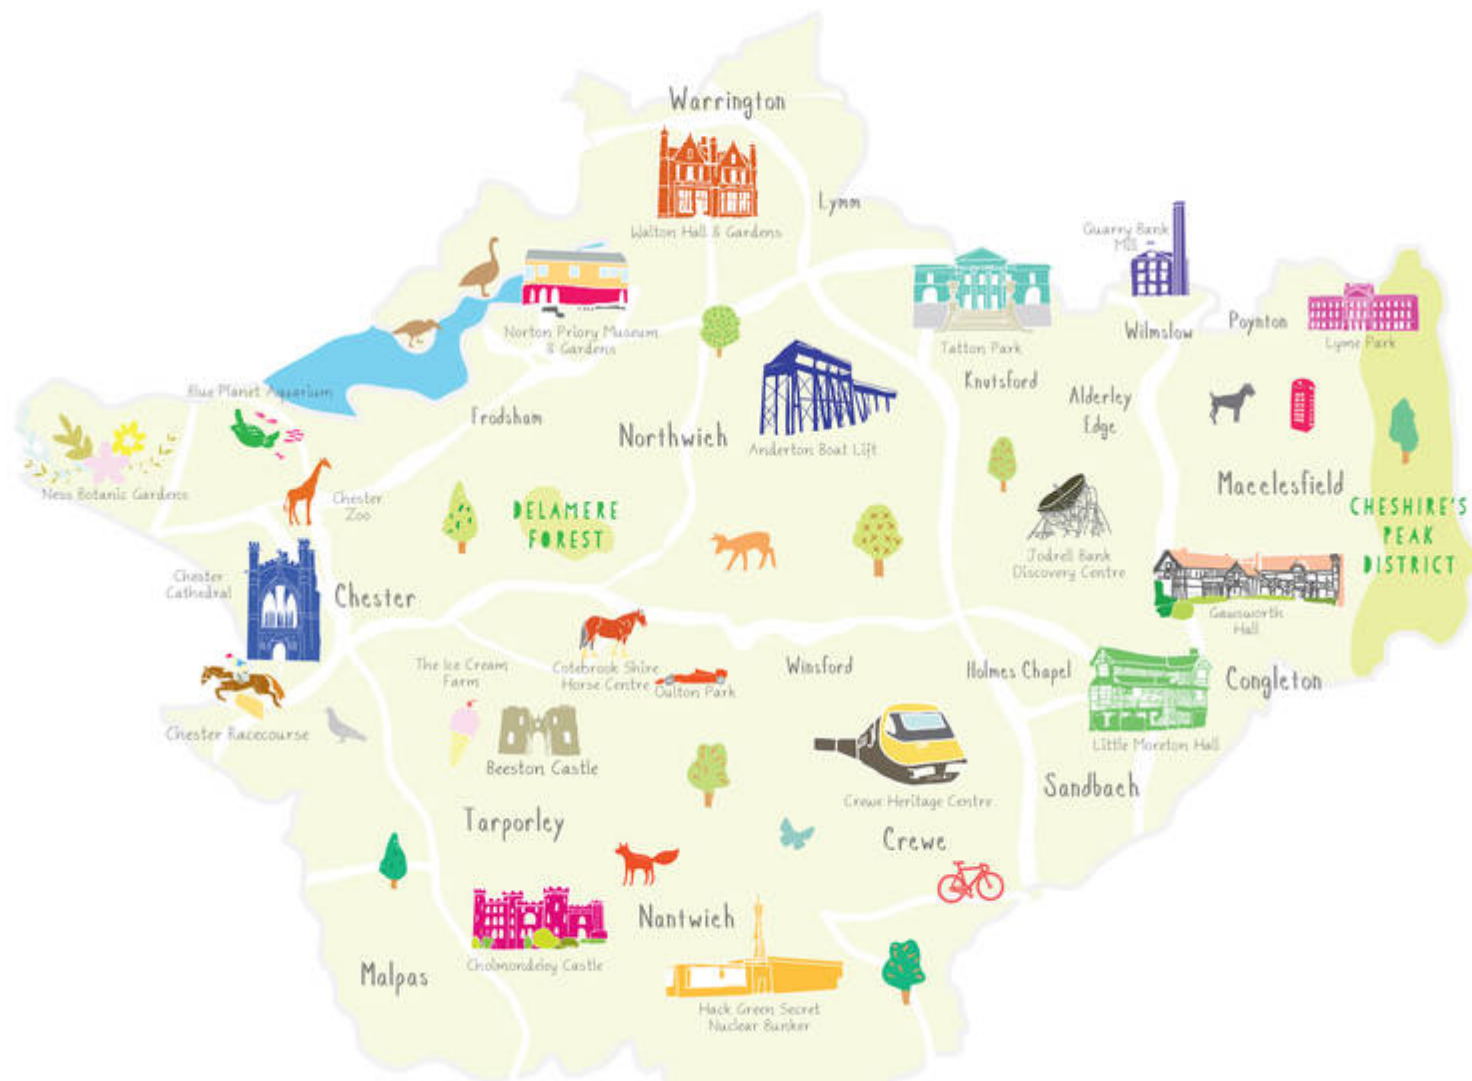 Warrington
Walton Hall & Gardens
Lymm
Quarry Bank
Mill
Norton Priory Museum
& Gardens
Tatton Park
Wilmslow
Poynton
Lyme Park
Blue Planet Aquarium
Frodsham
Knutsford
Alderley
Edge
Northwich
Anderton Boat Lift
Ness Botanic Gardens
Chester
Zoo
DELAMERE
FOREST
Macclesfield
CHESHIRE'S
PEAK
DISTRICT
Jodrell Bank
Discovery Centre
Chester
Cathedral
Chester
Gawsworth
Hall
The Ice Cream
Farm
Cotebrook Shire
Horse Centre
Oulton Park
Winsford
Holmes Chapel
Congleton
Chester Racecourse
Beeston Castle
Little Moreton Hall
Sandbach
Crewe Heritage Centre
Tarporley
Crewe
Nantwich
Cholmondeley Castle
Malpas
Hack Green Secret
Nuclear Bunker